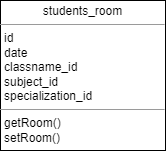 students_room
id
date
classname_id
subject_id
specialization_id
getRoom()
setRoom()